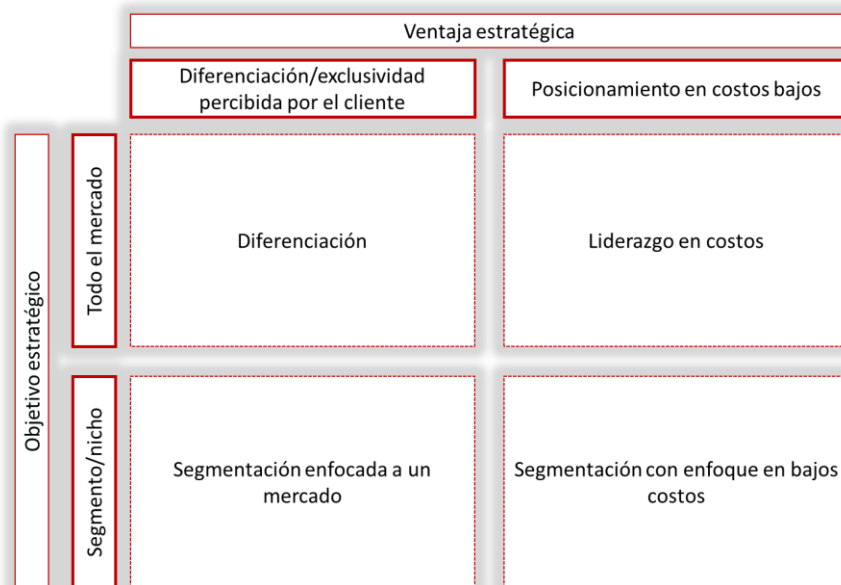 Ventaja estratégica
Diferenciación/exclusividad
percibida por el cliente
Posicionamiento en costos bajos
Objetivo estratégico
Todo el mercado
Diferenciación
Liderazgo en costos
Segmento/nicho
Segmentación enfocada a un
mercado
Segmentación con enfoque en bajos
costos